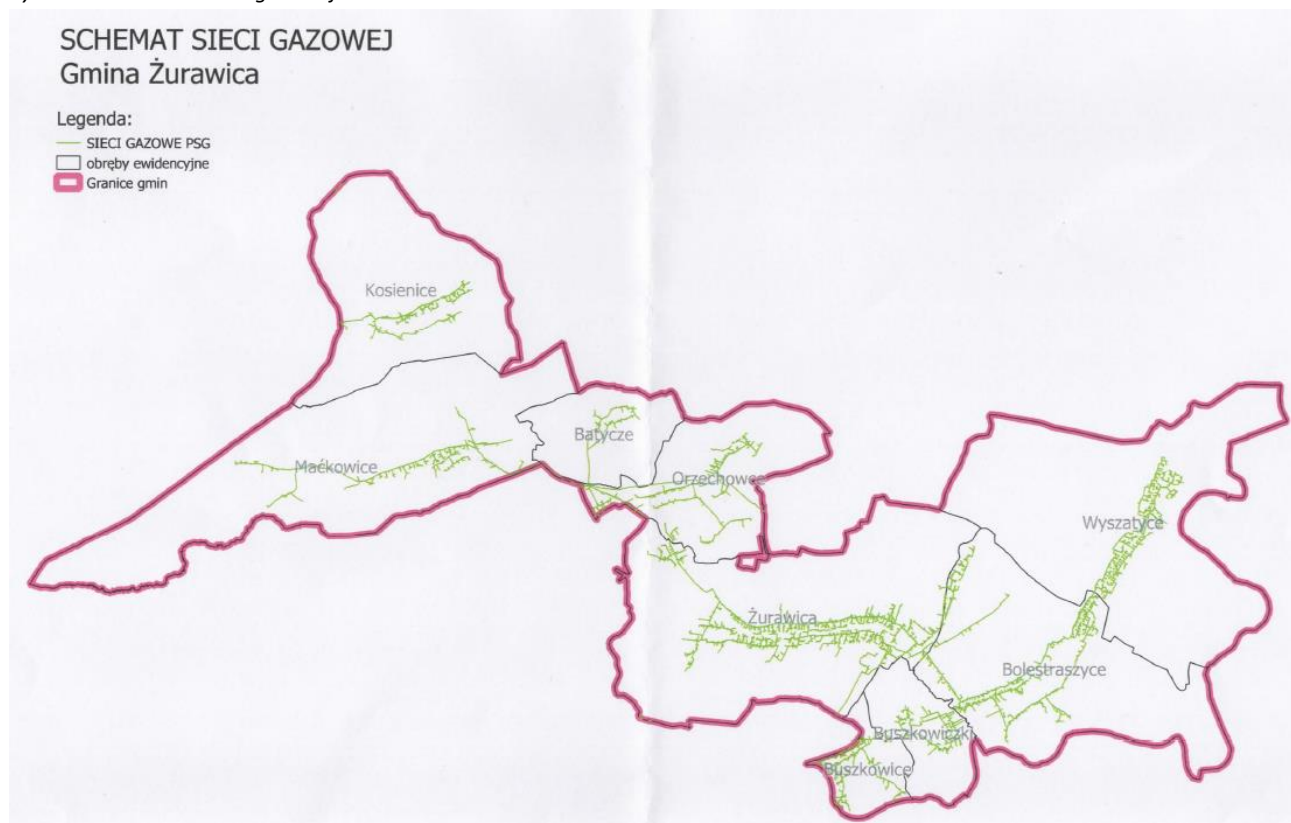 SCHEMAT SIECI GAZOWEJ
Gmina Żurawica
Legenda:
SIECI GAZOWE PSG
obręby ewidencyjne
Granice gmin
Kosienice
Batycze
Maćkowice
Orzechowce
Wyszatyce
Żurawica
Bolestraszyce
Buszkowiczki
Buszkowice